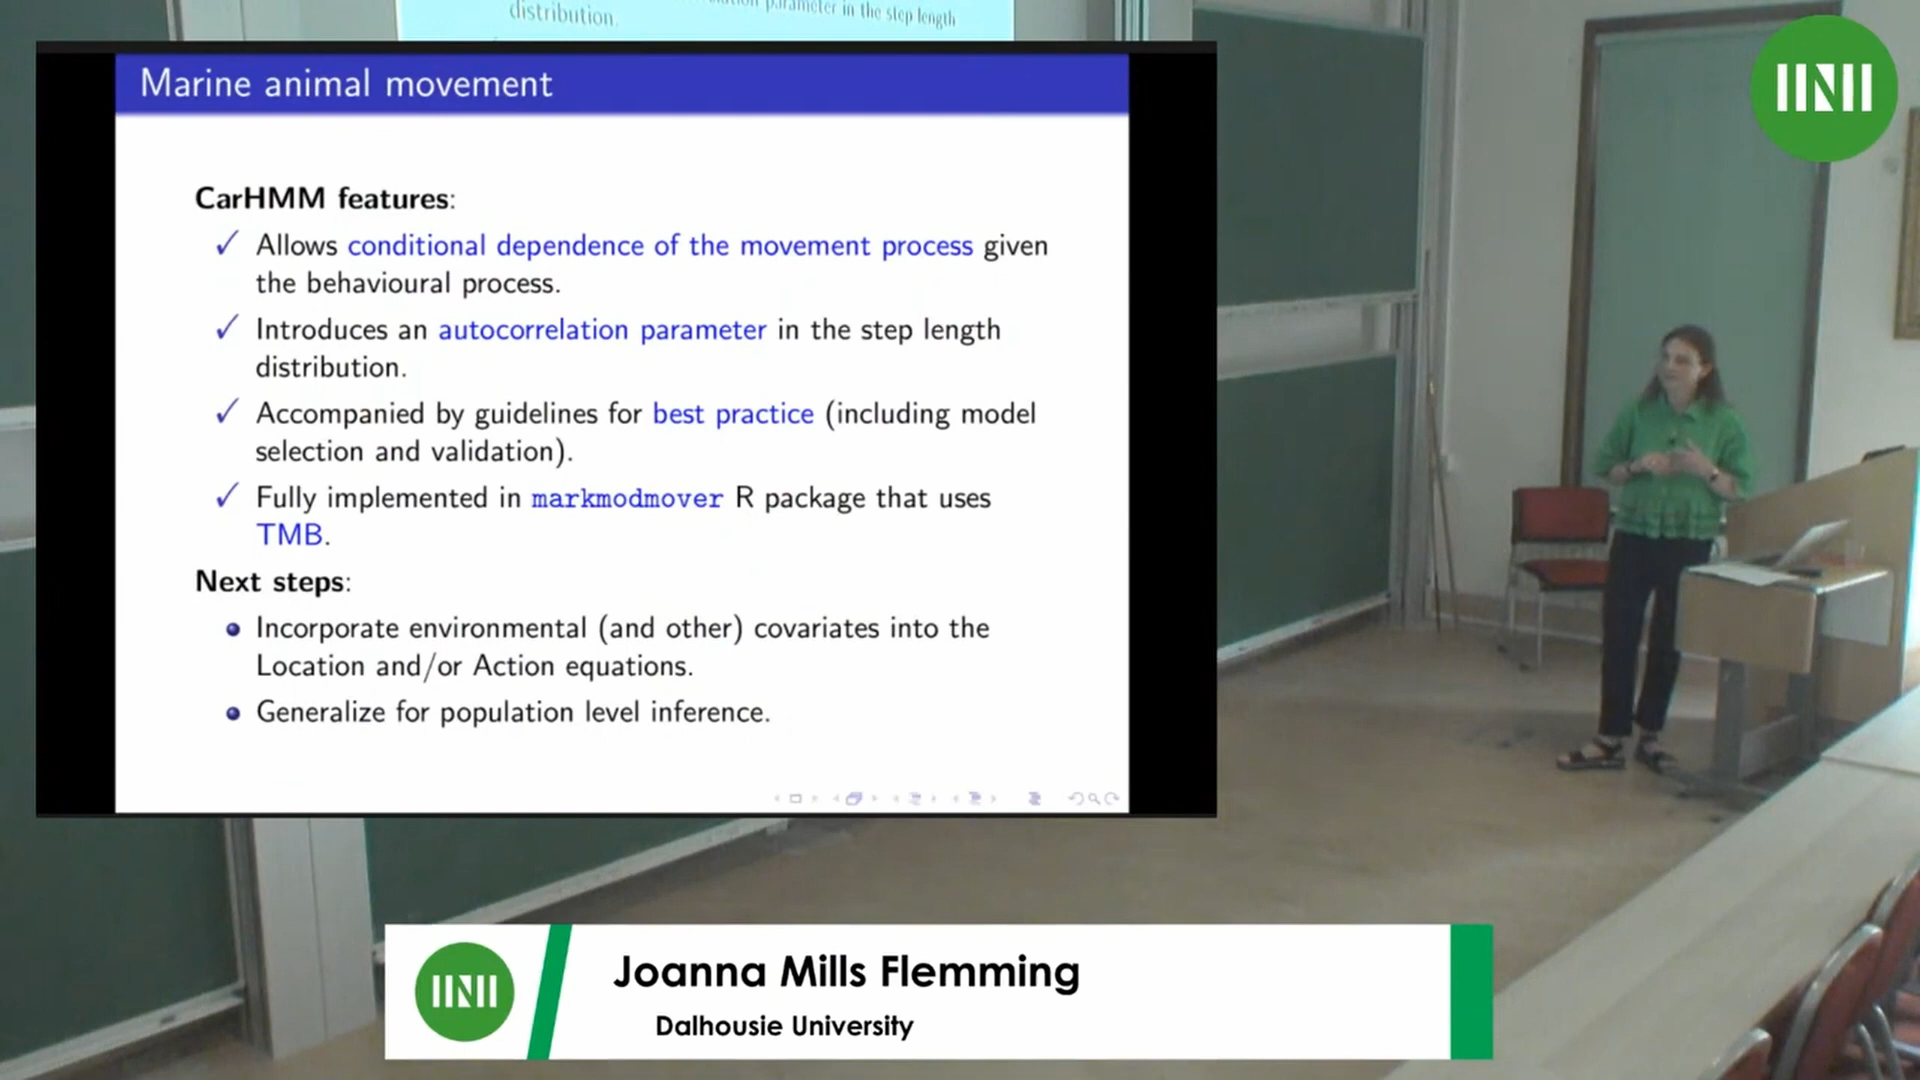 distribution.
parameter in the step length
Marine animal movement
CarHMM features:
✓ Allows conditional dependence of the movement process given
the behavioural process.
✓ Introduces an autocorrelation parameter in the step length
distribution.
✓ Accompanied by guidelines for best practice (including model
selection and validation).
✓ Fully implemented in markmodmover R package that uses
TMB.
Next steps:
• Incorporate environmental (and other) covariates into the
Location and/or Action equations.
• Generalize for population level inference.
Joanna Mills Flemming
Dalhousie University